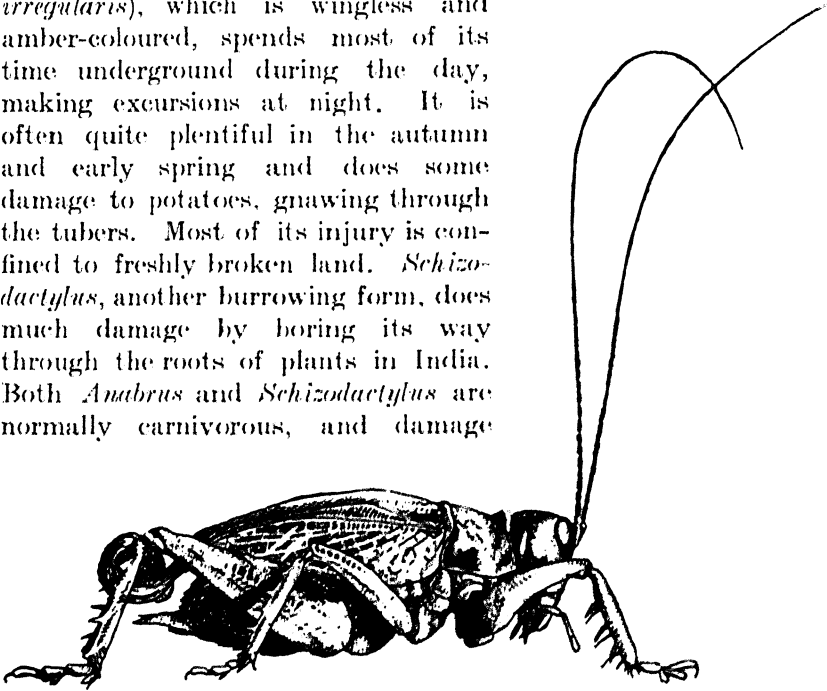 irregularis), which is wingless and
amber-coloured, spends most of its
time underground during the day,
making excursions at night. It is
often quite plentiful in the autumn
and early spring and does some
damage to potatoes, gnawing through
the tubers. Most of its injury is con-
fined to freshly broken land. Schizo-
dactylus, another burrowing form, does
much damage by boring its way
through the roots of plants in India.
Both Anabrus and Schizodactylus are
normally carnivorous, and damage